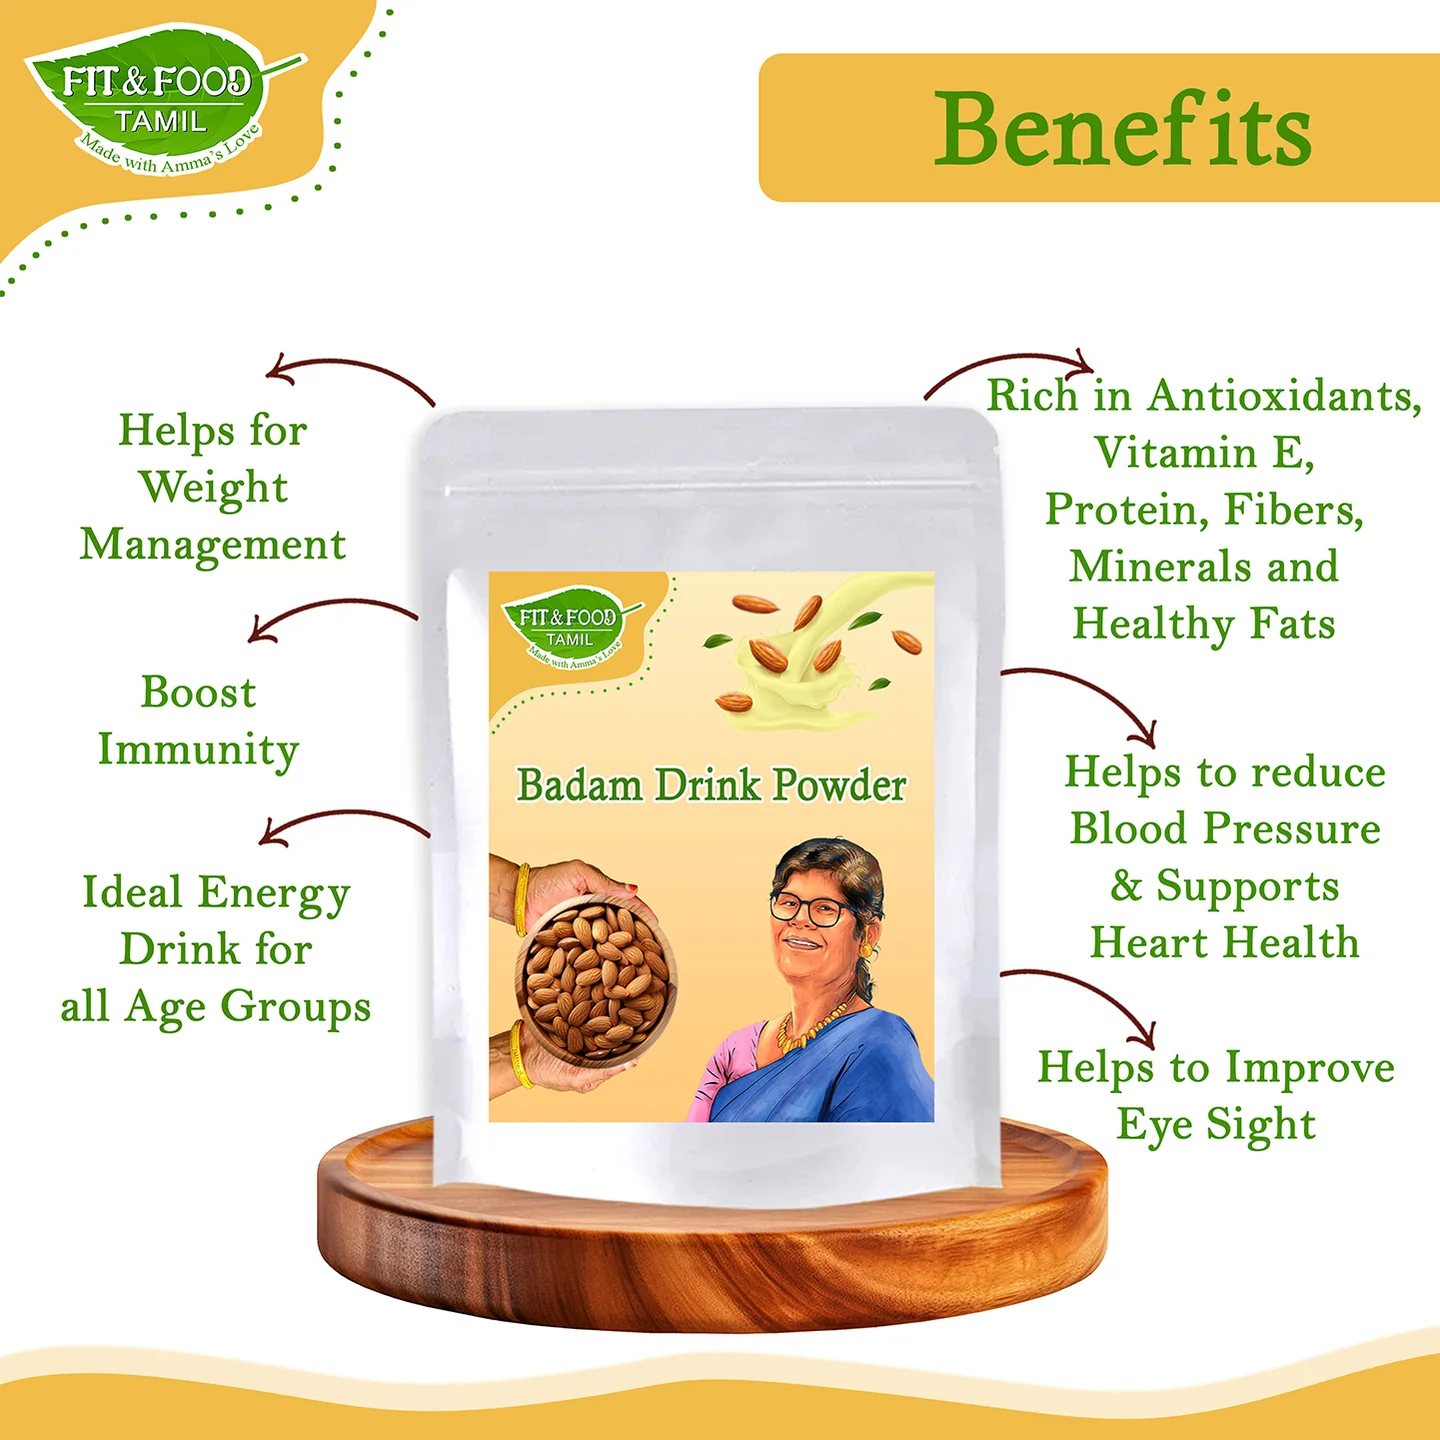 FIT & FOOD
TAMIL
Made with Amma's Love
Benefits
Helps for
Weight
Management
Boost
Immunity
Ideal Energy
Drink for
all Age Groups
FIT & FOOD
TAMIL
Made with Amma's Love
Badam Drink Powder
Rich in Antioxidants,
Vitamin E,
Protein, Fibers,
Minerals and
Healthy Fats
Helps to reduce
Blood Pressure
& Supports
Heart Health
Helps to Improve
Eye Sight